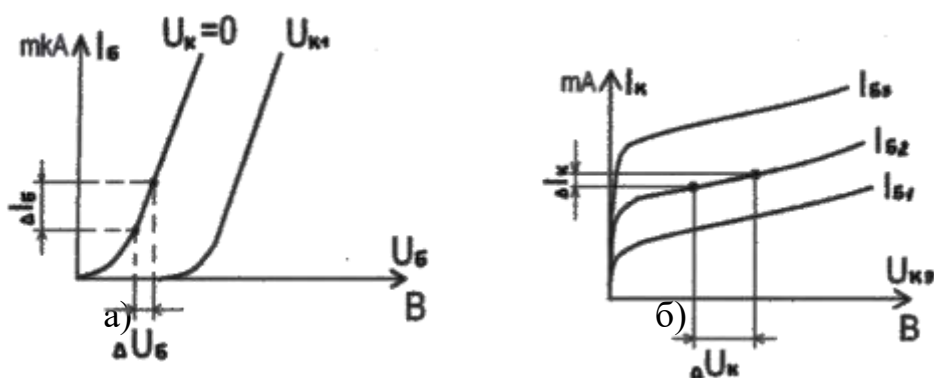 mkA
Iб
Uк=0
Uк1
ΔIб
Uб
В
а)
ΔUб
mA
Iк
Iб3
Iб2
Iб1
ΔIк
Uкэ
В
б)
ΔUк